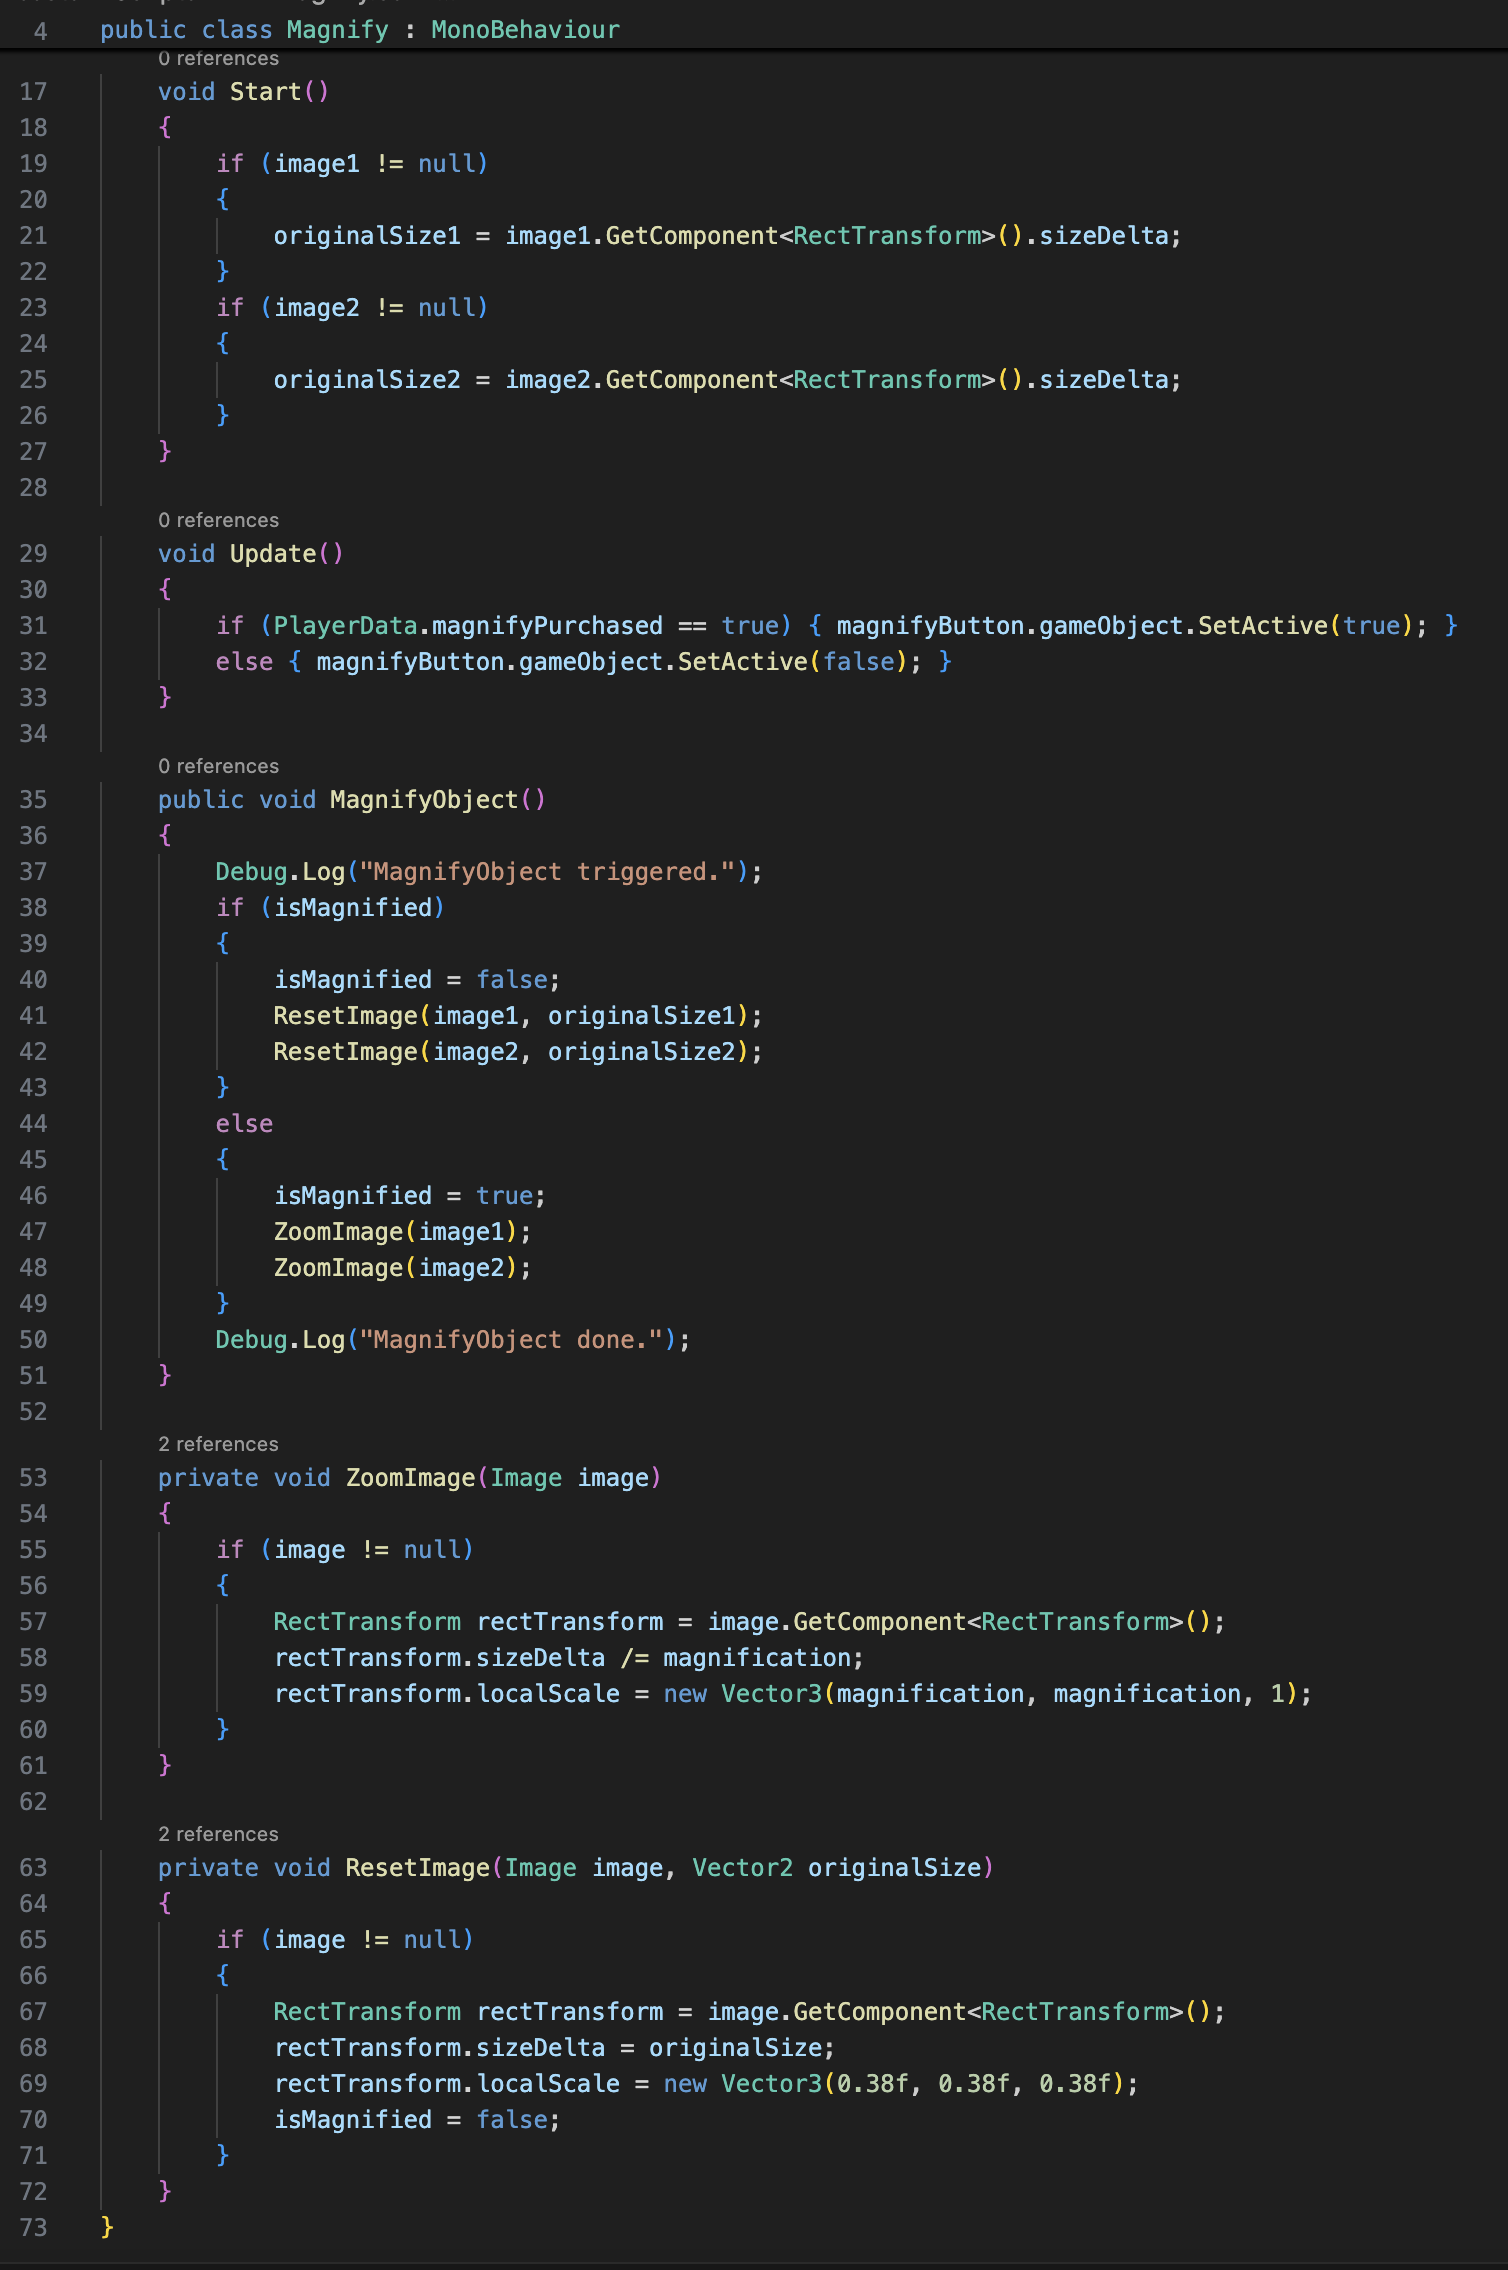 4 public class Magnify : MonoBehaviour
0 references
17 void Start()
18 {
19 if (image1 != null)
20 {
21 originalSize1 = image1.GetComponent<RectTransform>().sizeDelta;
22 }
23 if (image2 != null)
24 {
25 originalSize2 = image2.GetComponent<RectTransform>().sizeDelta;
26 }
27 }
28
0 references
29 void Update()
30 {
31 if (PlayerData.magnifyPurchased == true) { magnifyButton.gameObject.SetActive(true); }
32 else { magnifyButton.gameObject.SetActive(false); }
33 }
34
0 references
35 public void MagnifyObject()
36 {
37 Debug.Log("MagnifyObject triggered.");
38 if (isMagnified)
39 {
40 isMagnified = false;
41 ResetImage(image1, originalSize1);
42 ResetImage(image2, originalSize2);
43 }
44 else
45 {
46 isMagnified = true;
47 ZoomImage(image1);
48 ZoomImage(image2);
49 }
50 Debug.Log("MagnifyObject done.");
51 }
52
2 references
53 private void ZoomImage(Image image)
54 {
55 if (image != null)
56 {
57 RectTransform rectTransform = image.GetComponent<RectTransform>();
58 rectTransform.sizeDelta /= magnification;
59 rectTransform.localScale = new Vector3(magnification, magnification, 1);
60 }
61 }
62
2 references
63 private void ResetImage(Image image, Vector2 originalSize)
64 {
65 if (image != null)
66 {
67 RectTransform rectTransform = image.GetComponent<RectTransform>();
68 rectTransform.sizeDelta = originalSize;
69 rectTransform.localScale = new Vector3(0.38f, 0.38f, 0.38f);
70 isMagnified = false;
71 }
72 }
73 }